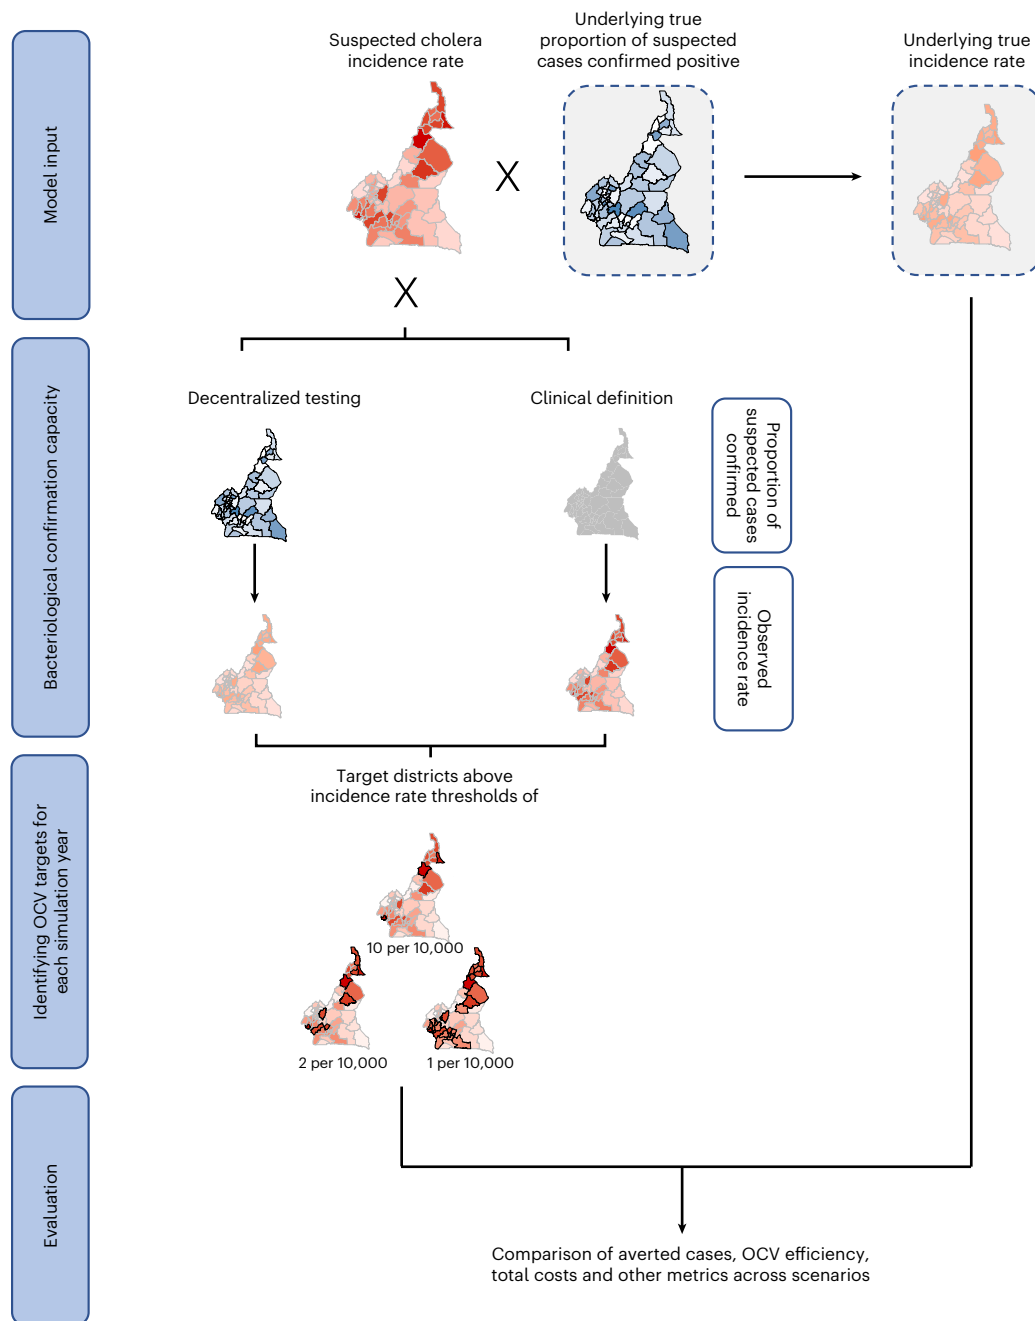 Model input
Suspected cholera
incidence rate
Underlying true
proportion of suspected
cases confirmed positive
Underlying true
incidence rate
X
X
Bacteriological confirmation capacity
Decentralized testing
Clinical definition
Proportion of
suspected cases
confirmed
Observed
incidence rate
Identifying OCV targets for
each simulation year
Target districts above
incidence rate thresholds of
10 per 10,000
2 per 10,000
1 per 10,000
Evaluation
Comparison of averted cases, OCV efficiency,
total costs and other metrics across scenarios